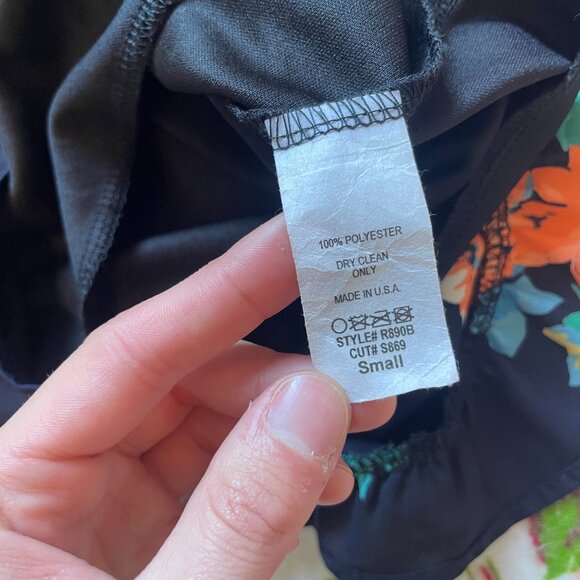 100% POLYESTER
DRY CLEAN
ONLY
MADE IN U.S.A.
STYLE# R890B
CUT# S869
Small